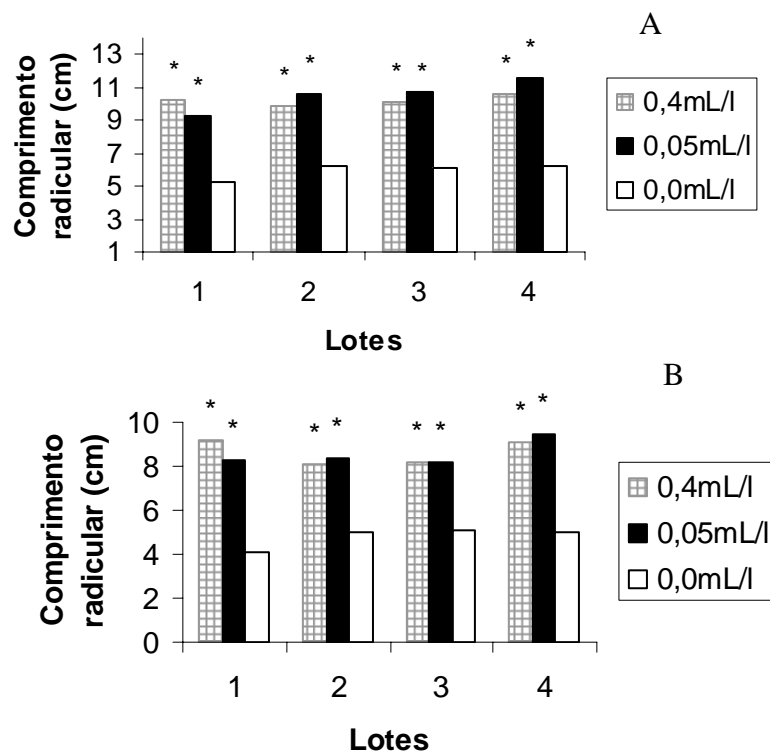 A
* * * * * * * *
Comprimento
radicular (cm)
13
11
9
7
5
3
1
1 2 3 4
Lotes
0,4mL/l
0,05mL/l
0,0mL/l
B
* * * * * * * *
Comprimento
radicular (cm)
10
8
6
4
2
0
1 2 3 4
Lotes
0,4mL/l
0,05mL/l
0,0mL/l